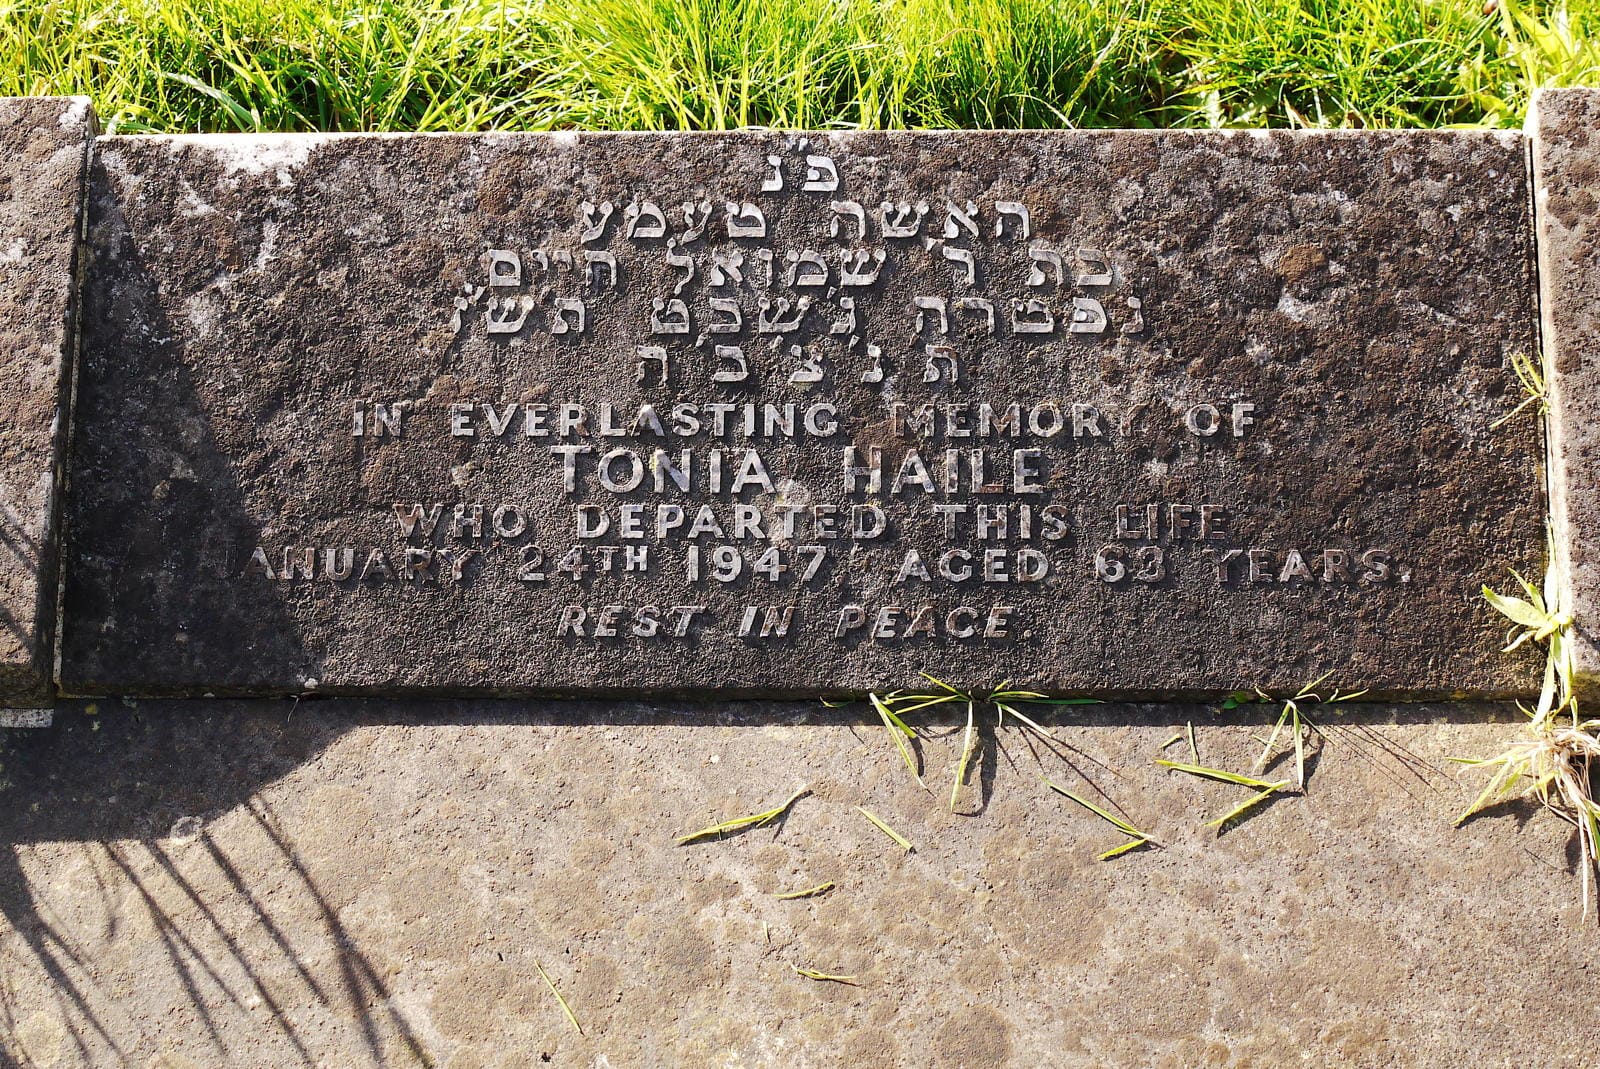 פ״נ
האשה טעמע
בת ר׳ שמואל חיים
נפטרה ג׳ שבט תש״ז
ת׳נ׳צ׳ב׳ה
IN EVERLASTING MEMORY OF
TONIA HAILE
WHO DEPARTED THIS LIFE
JANUARY 24TH 1947 AGED 63 YEARS.
REST IN PEACE.